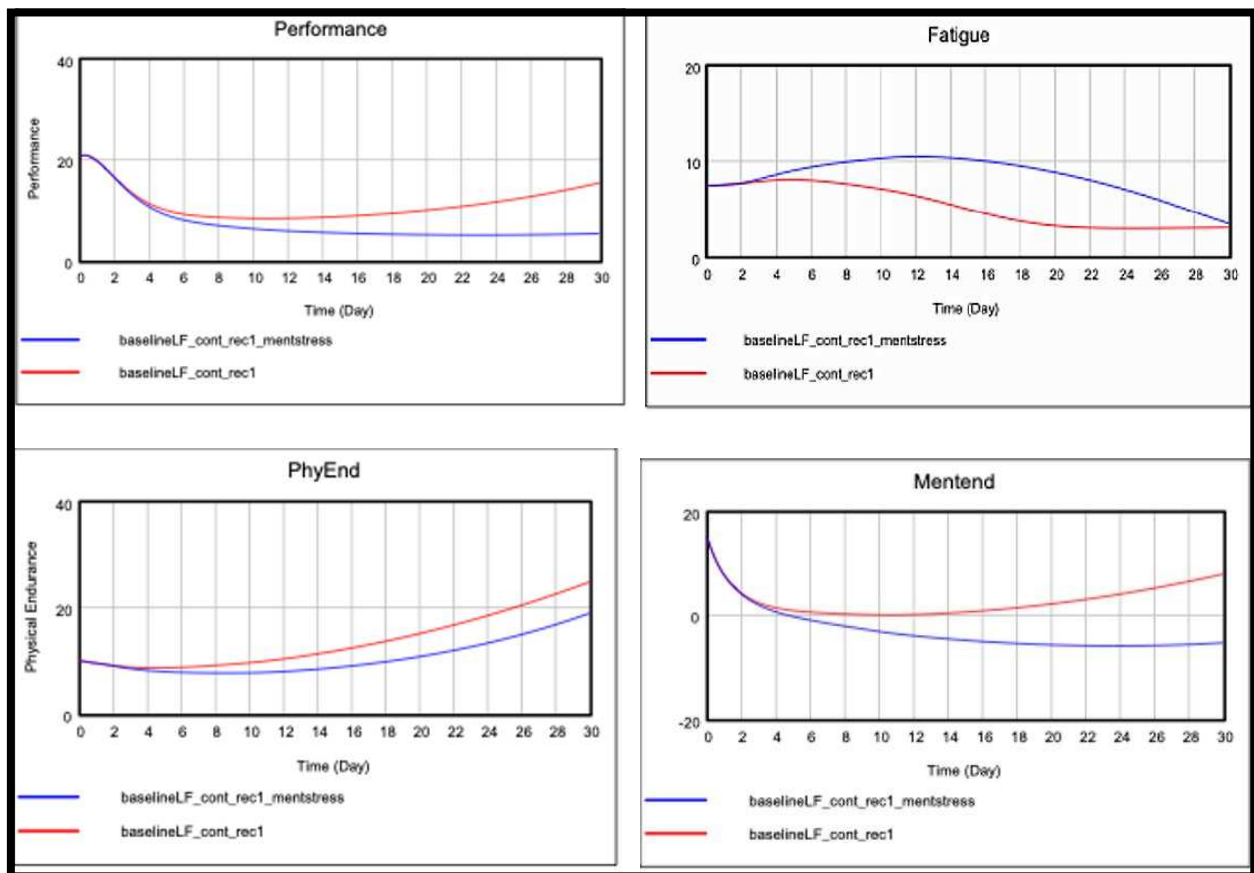 Performance
40
20
0
Performance
0 2 4 6 8 10 12 14 16 18 20 22 24 26 28 30
Time (Day)
baselineLF_cont_rec1_mentstress
baselineLF_cont_rec1
Fatigue
20
10
0
0 2 4 6 8 10 12 14 16 18 20 22 24 26 28 30
Time (Day)
baselineLF_cont_rec1_mentstress
baselineLF_cont_rec1
PhyEnd
40
20
0
Physical Endurance
0 2 4 6 8 10 12 14 16 18 20 22 24 26 28 30
Time (Day)
baselineLF_cont_rec1_mentstress
baselineLF_cont_rec1
Mentend
20
0
-20
0 2 4 6 8 10 12 14 16 18 20 22 24 26 28 30
Time (Day)
baselineLF_cont_rec1_mentstress
baselineLF_cont_rec1